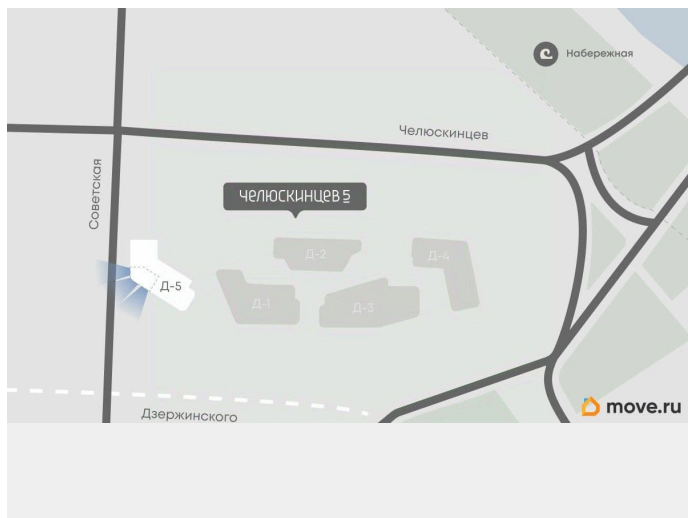 Набережная
Челюскинцев
Советская
ЧЕЛЮСКИНЦЕВ 5
Д-2
Д-4
Д-5
Д-1
Д-3
Дзержинского
move.ru